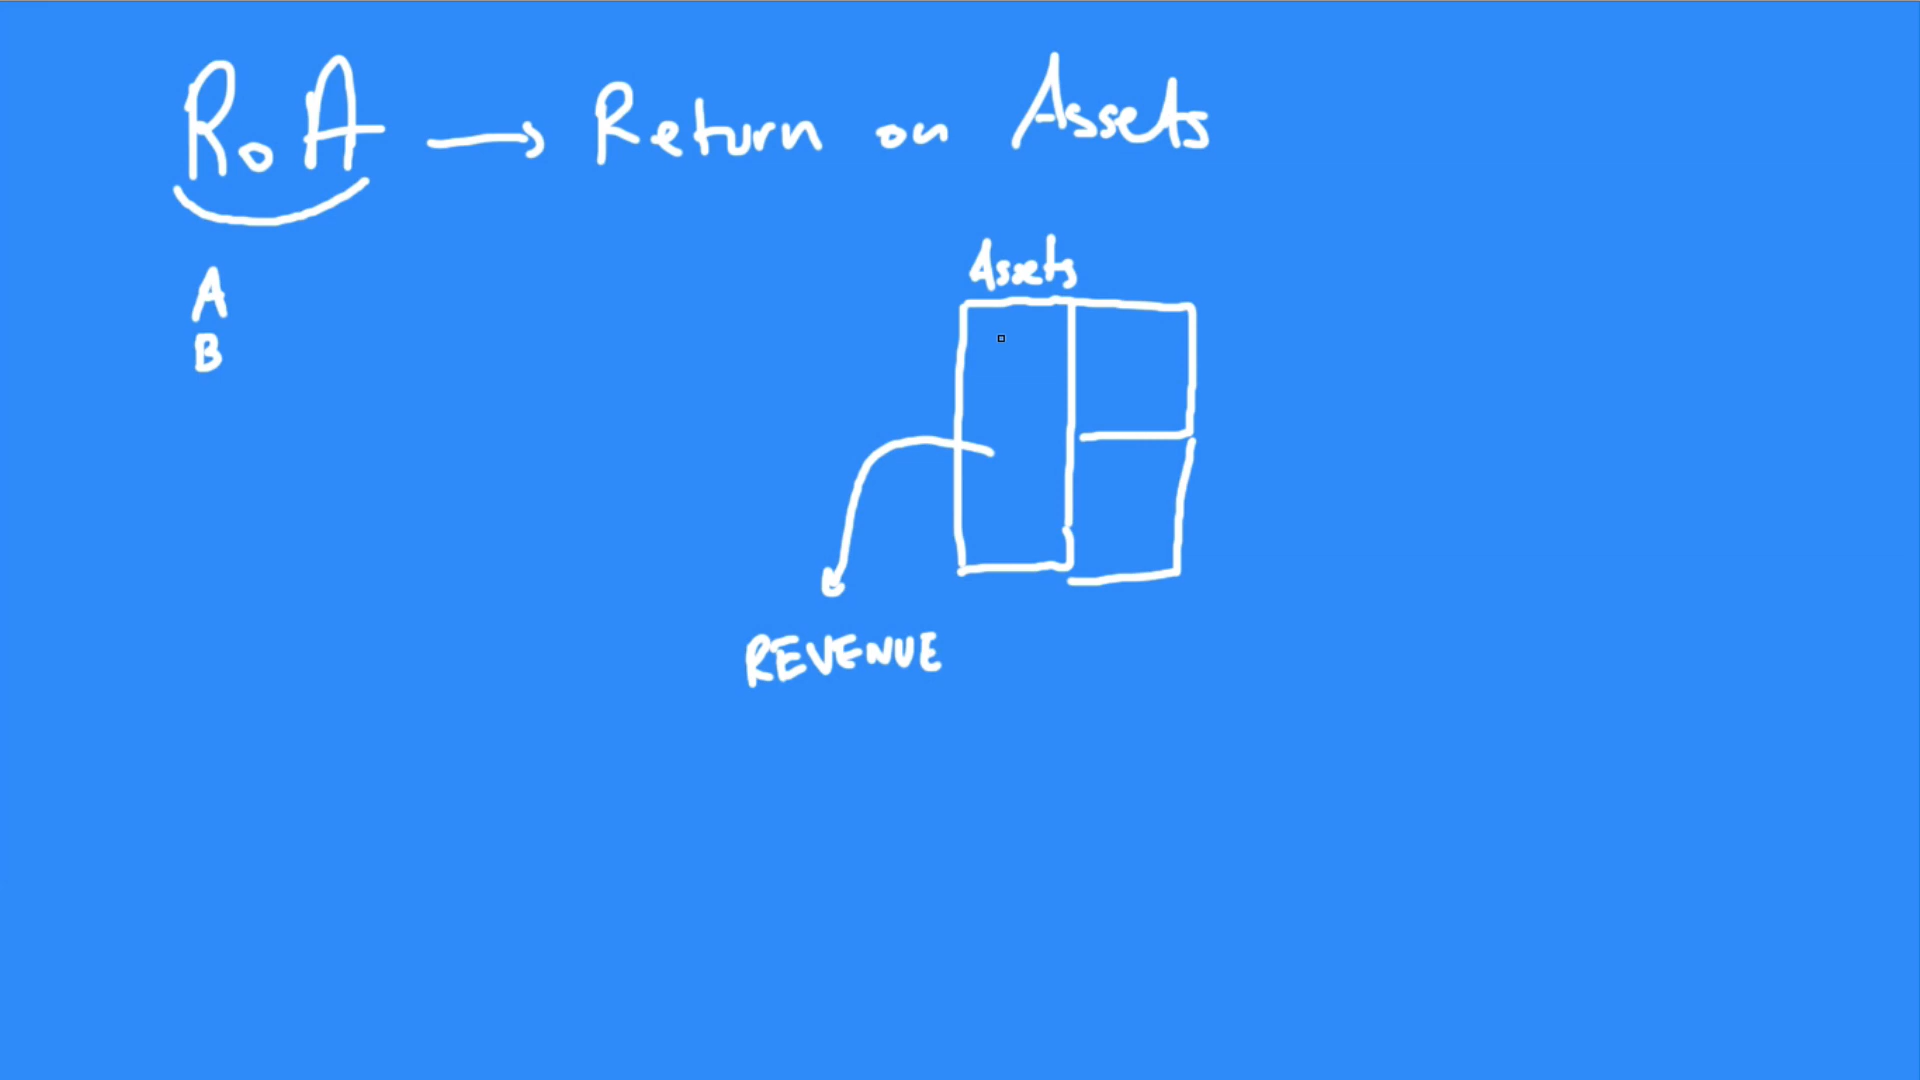 RoA → Return on Assets
A
B
Assets
REVENUE